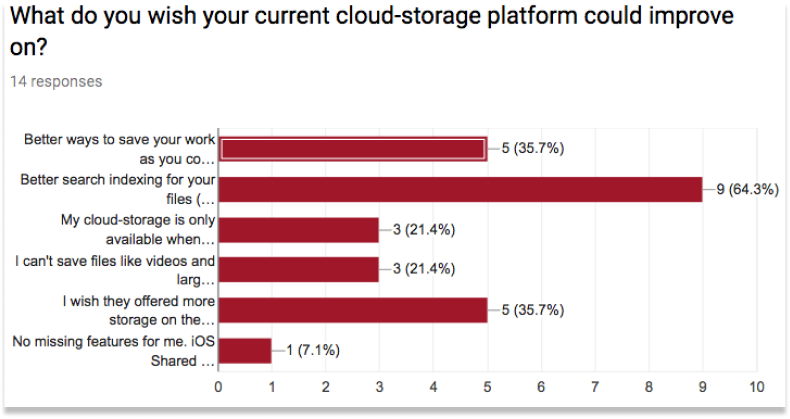 What do you wish your current cloud-storage platform could improve
on?
14 responses
Better ways to save your work
as you co…
5 (35.7%)
Better search indexing for your
files (…
9 (64.3%)
My cloud-storage is only
available when…
3 (21.4%)
I can't save files like videos and
larg…
3 (21.4%)
I wish they offered more
storage on the…
5 (35.7%)
No missing features for me. iOS
Shared …
1 (7.1%)
0 1 2 3 4 5 6 7 8 9 10